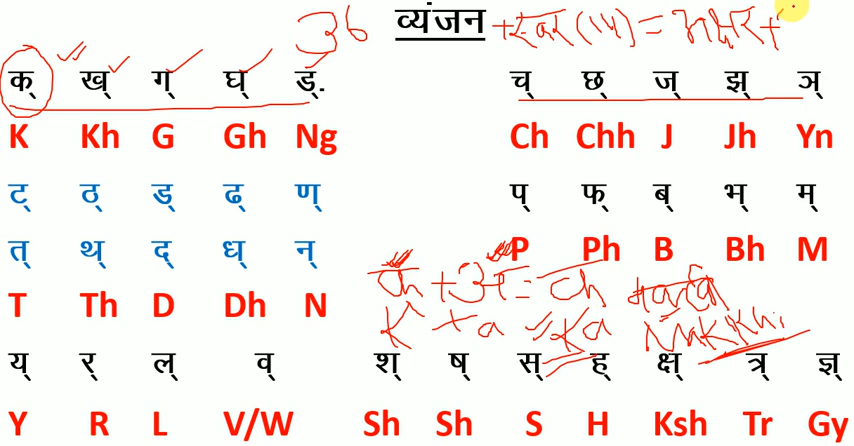 36 व्यंजन + स्वर (14) = अक्षर +
क् ख् ग् घ् ड्. च् छ् ज् झ् ञ्
K Kh G Gh Ng Ch Chh J Jh Yn
ट् ठ् ड् ढ् ण् प् फ् ब् भ् म्
त् थ् द् ध् न् P Ph B Bh M
क् + अ = क
T Th D Dh N K + a = Ka Makkhi
य् र् ल् व् श् ष् स् ह् क्ष् त्र् ज्ञ्
Y R L V/W Sh Sh S H Ksh Tr Gy